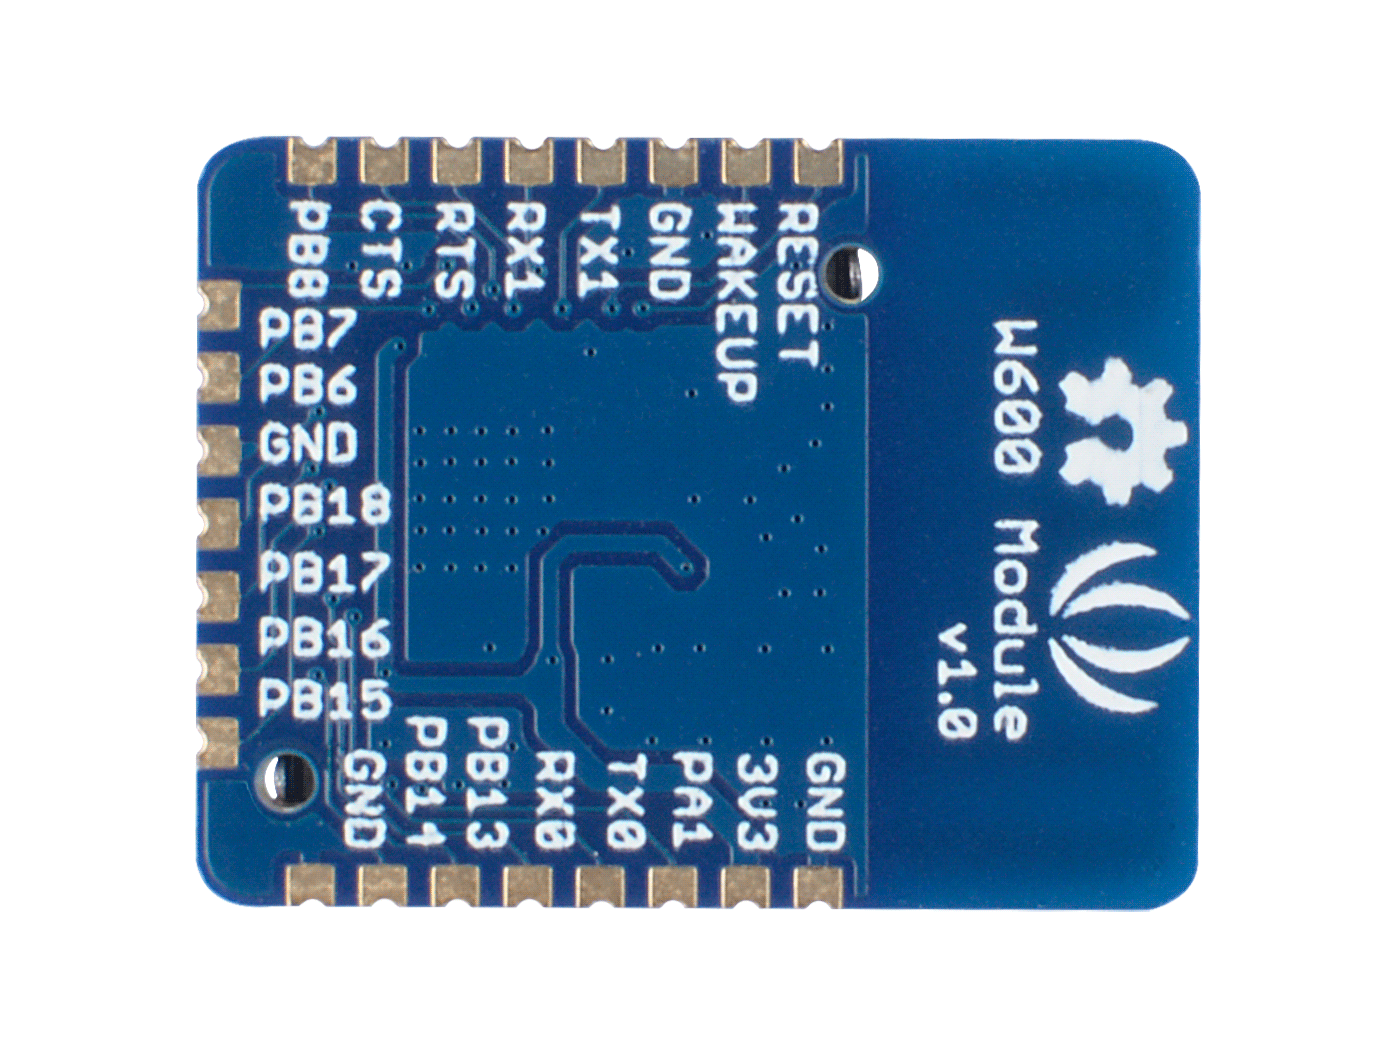 PB8
CTS
RTS
RX1
TX1
GND
WAKEUP
RESET
PB7
PB6
GND
PB18
PB17
PB16
PB15
GND
PB14
PB13
RX0
TX0
PA1
3V3
GND
W600 Module
v1.0